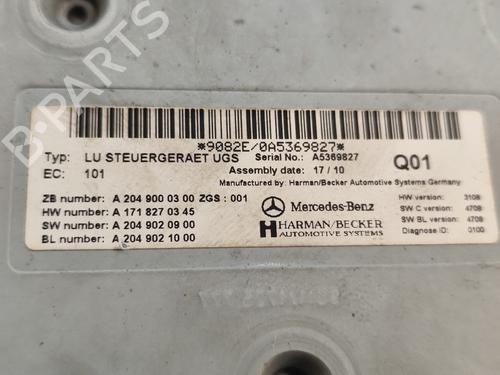 *9082E/0A5369827*
Typ: LU STEUERGERAET UGS Serial No.: A5369827 Q01
EC: 101 Assembly date: 17 / 10
Manufactured by: Harman/Becker Automotive Systems Germany
ZB number: A 204 900 03 00 ZGS : 001 HW version: 3108
HW number: A 171 827 03 45 Mercedes-Benz SW C version: 4708
SW number: A 204 902 09 00 HARMAN/BECKER SW BL version: 4708
BL number: A 204 902 10 00 AUTOMOTIVE SYSTEMS Diagnose ID: 0100
B-PARTS